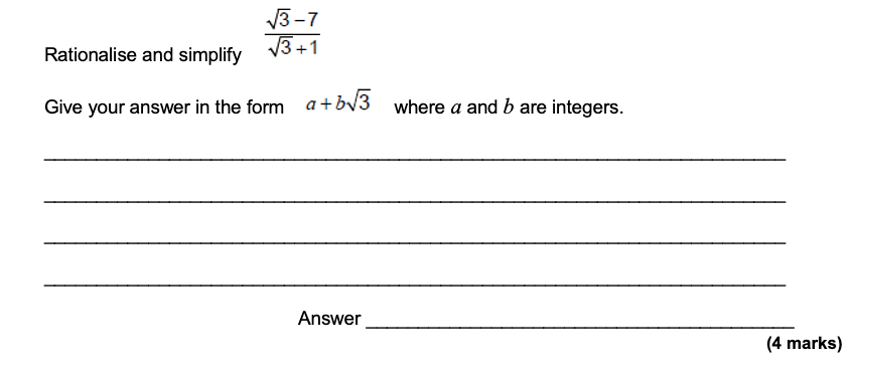 Rationalise and simplify (√3 – 7)/(√3 + 1)
Give your answer in the form a + b√3 where a and b are integers.
Answer
(4 marks)